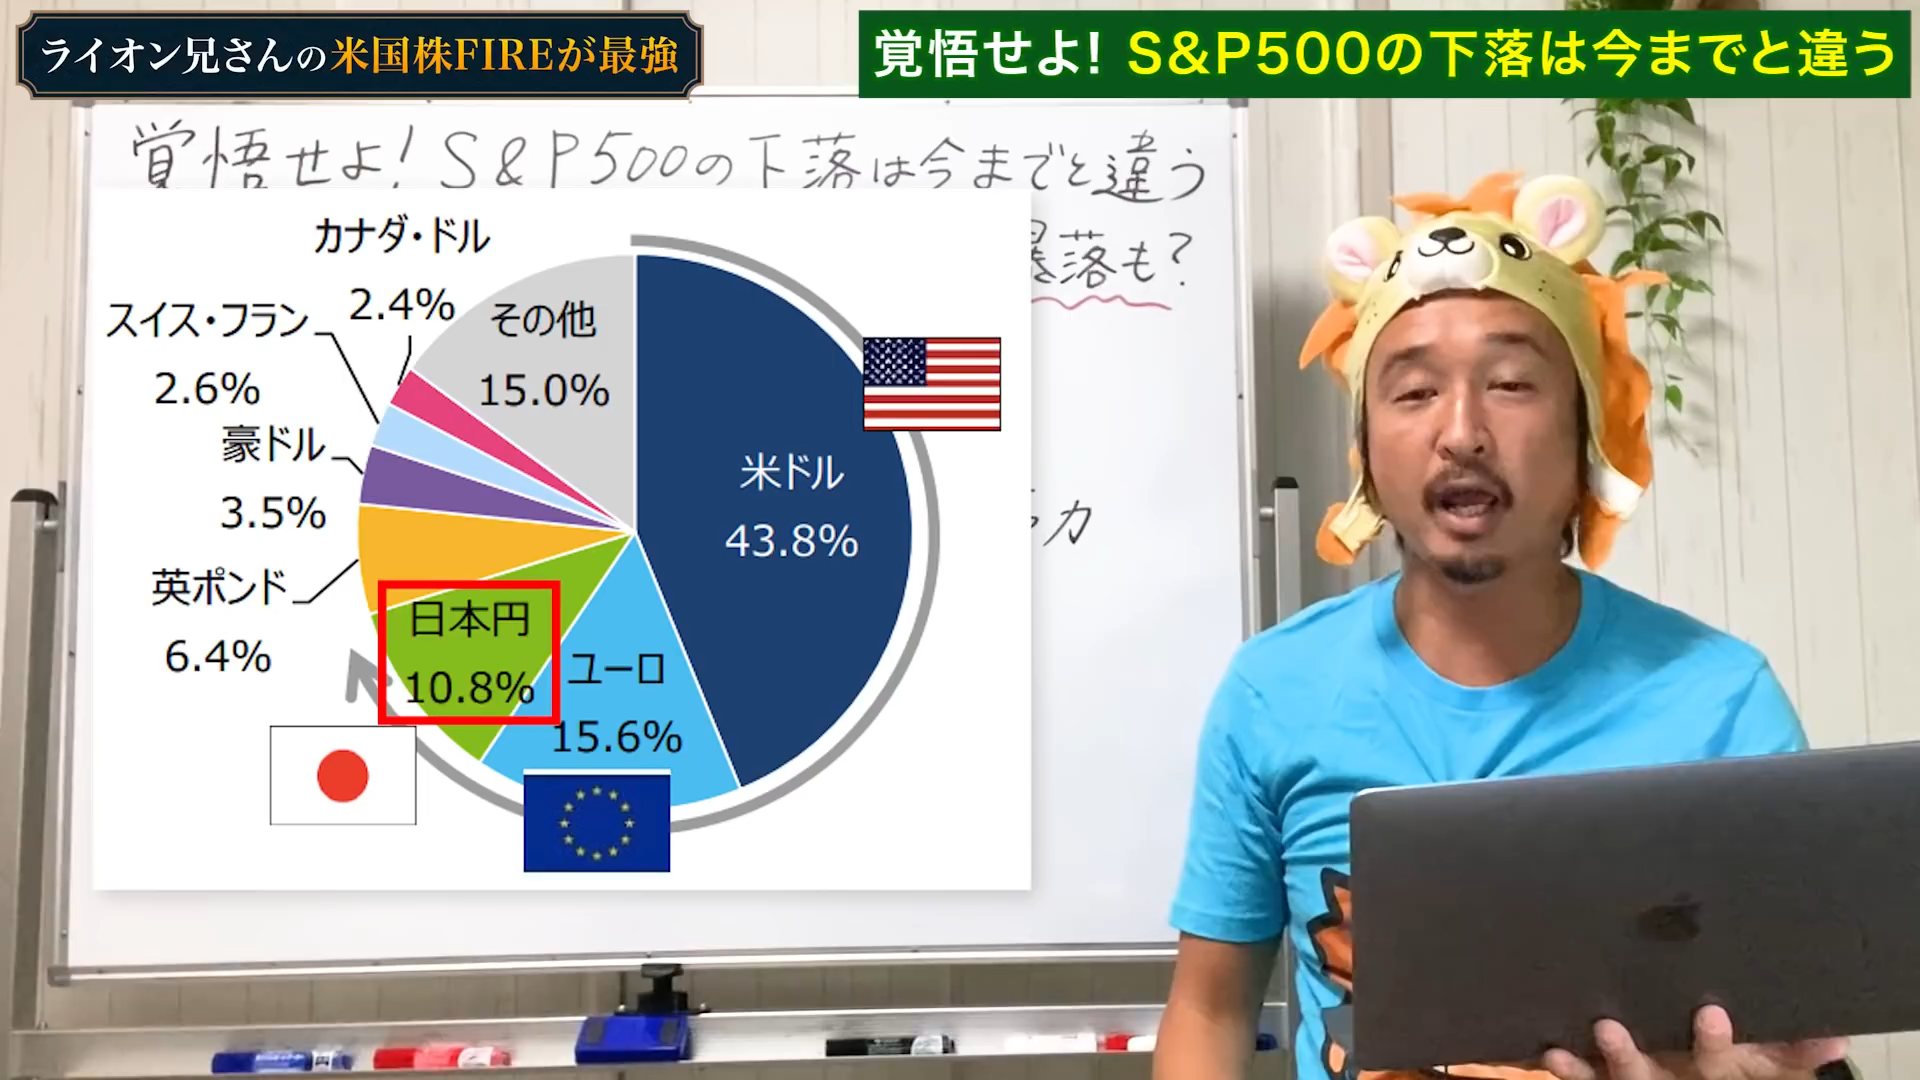 ライオン兄さんの米国株FIREが最強
覚悟せよ! S&P500の下落は今までと違う
覚悟せよ! S&P500の下落は今までと違う
落も?
カ
カナダ・ドル
2.4%
スイス・フラン
2.6%
豪ドル
3.5%
英ポンド
6.4%
その他
15.0%
米ドル
43.8%
日本円
10.8%
ユーロ
15.6%